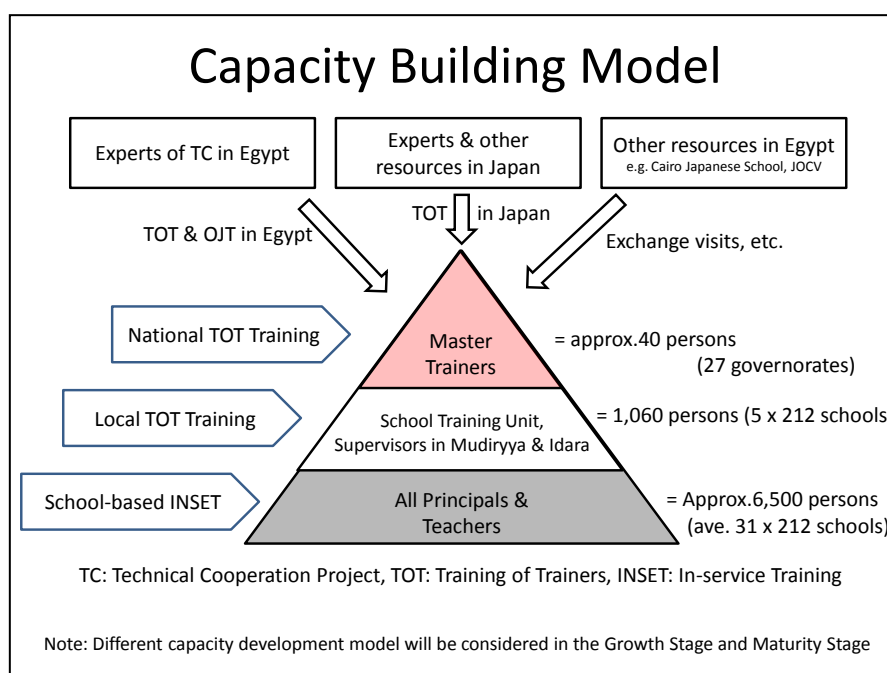 Capacity Building Model
Experts of TC in Egypt
Experts & other
resources in Japan
Other resources in Egypt
e.g. Cairo Japanese School, JOCV
TOT & OJT in Egypt
TOT in Japan
Exchange visits, etc.
National TOT Training
Master
Trainers
= approx.40 persons
(27 governorates)
Local TOT Training
School Training Unit,
Supervisors in Mudiryya & Idara
= 1,060 persons (5 x 212 schools
School-based INSET
All Principals &
Teachers
= Approx.6,500 persons
(ave. 31 x 212 schools)
TC: Technical Cooperation Project, TOT: Training of Trainers, INSET: In-service Training
Note: Different capacity development model will be considered in the Growth Stage and Maturity Stage